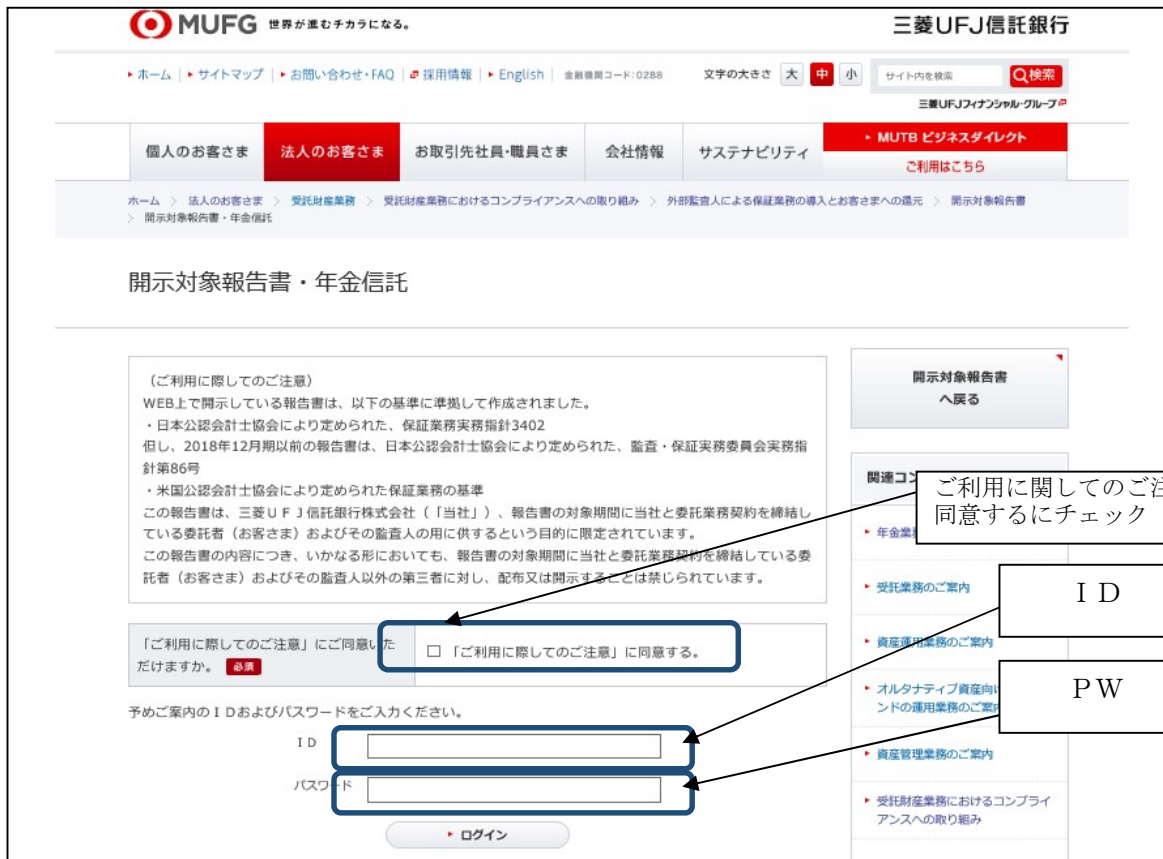 MUFG 世界が進むチカラになる。
三菱UFJ信託銀行
ホーム | サイトマップ | お問い合わせ・FAQ | 採用情報 | English | 金融機関コード:0288
文字の大きさ 大 中 小
サイト内を検索 検索
三菱UFJフィナンシャル・グループ
個人のお客さま 法人のお客さま お取引先社員・職員さま 会社情報 サステナビリティ
MUTB ビジネスダイレクト
ご利用はこちら
ホーム > 法人のお客さま > 受託財産業務 > 受託財産業務におけるコンプライアンスへの取り組み > 外部監査人による保証業務の導入とお客さまへの還元 > 開示対象報告書
> 開示対象報告書・年金信託
開示対象報告書・年金信託
（ご利用に際してのご注意）
WEB上で開示している報告書は、以下の基準に準拠して作成されました。
・日本公認会計士協会により定められた、保証業務実務指針3402
但し、2018年12月期以前の報告書は、日本公認会計士協会により定められた、監査・保証実務委員会実務指
針第86号
・米国公認会計士協会により定められた保証業務の基準
この報告書は、三菱ＵＦＪ信託銀行株式会社（「当社」）、報告書の対象期間に当社と委託業務契約を締結し
ている委託者（お客さま）およびその監査人の用に供するという目的に限定されています。
この報告書の内容につき、いかなる形においても、報告書の対象期間に当社と委託業務契約を締結している委
託者（お客さま）およびその監査人以外の第三者に対し、配布又は開示することは禁じられています。
「ご利用に際してのご注意」にご同意いた
だけますか。 必須
□ 「ご利用に際してのご注意」に同意する。
予めご案内のＩＤおよびパスワードをご入力ください。
ＩＤ
パスワード
ログイン
開示対象報告書
へ戻る
関連コン
ご利用に関してのご注
同意するにチェック
年金業
受託業務のご案内
ＩＤ
資産運用業務のご案内
オルタナティブ資産向け
ンドの運用業務のご案内
ＰＷ
資産管理業務のご案内
受託財産業務におけるコンプライ
アンスへの取り組み